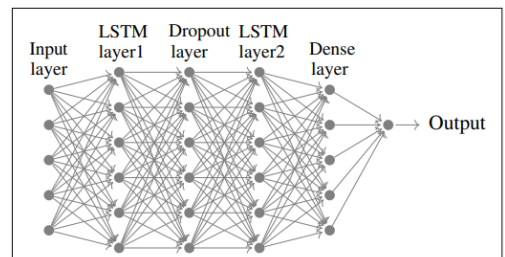 Input
layer
LSTM
layer1
Dropout
layer
LSTM
layer2
Dense
layer
Output